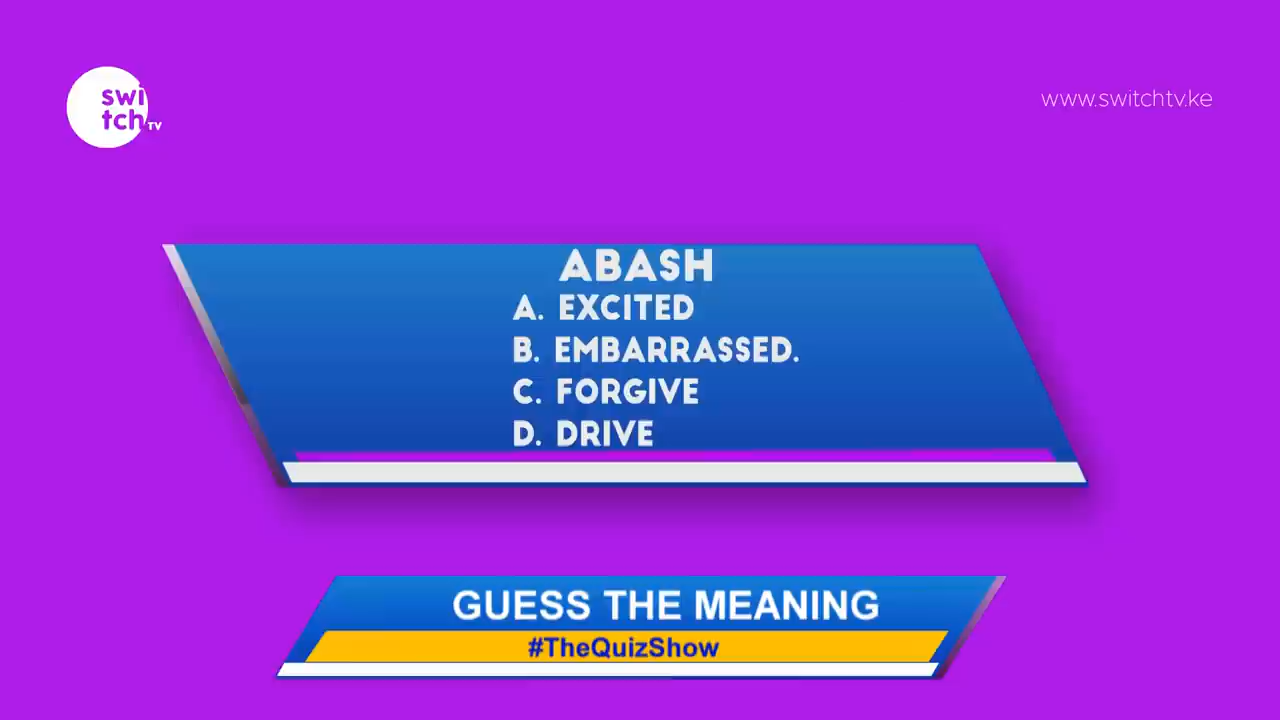 swi
tch TV
www.switchtv.ke
ABASH
A. EXCITED
B. EMBARRASSED.
C. FORGIVE
D. DRIVE
GUESS THE MEANING
#TheQuizShow